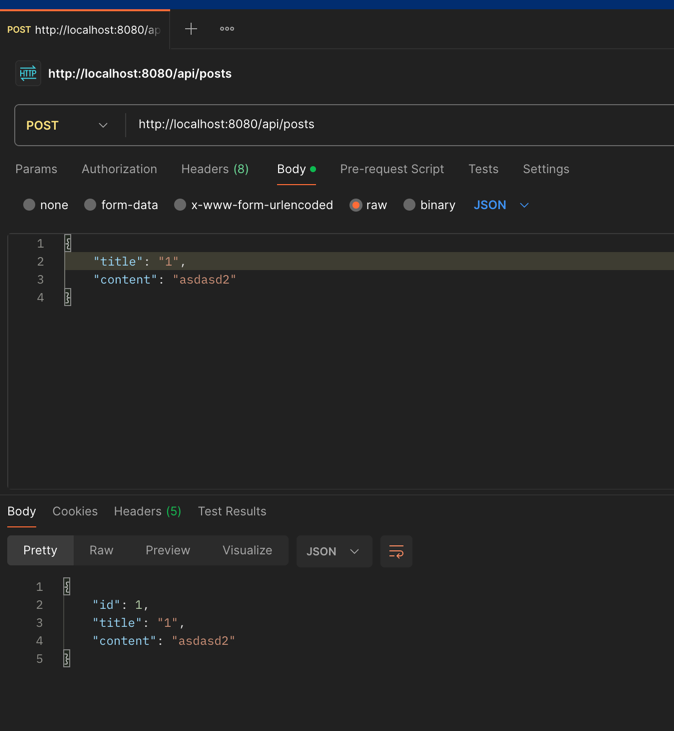 POST http://localhost:8080/ap
HTTP http://localhost:8080/api/posts
POST http://localhost:8080/api/posts
Params Authorization Headers (8) Body Pre-request Script Tests Settings
none form-data x-www-form-urlencoded raw binary JSON
1 {
2 "title": "1",
3 "content": "asdasd2"
4 }
Body Cookies Headers (5) Test Results
Pretty Raw Preview Visualize JSON
1 {
2 "id": 1,
3 "title": "1",
4 "content": "asdasd2"
5 }